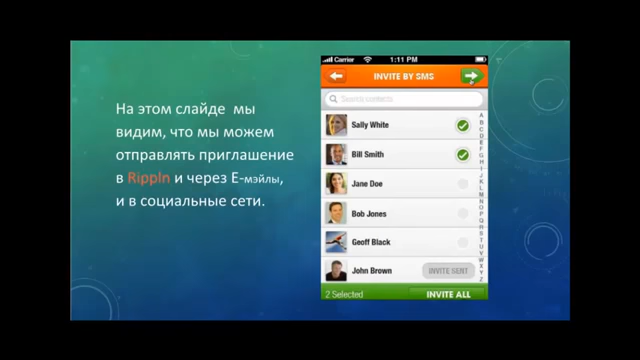 На этом слайде мы
видим, что мы можем
отправлять приглашение
в Rippln и через Е-мэйлы,
и в социальные сети.
Carrier 1:11 PM
INVITE BY SMS
Search contacts
Sally White
Bill Smith
Jane Doe
Bob Jones
Geoff Black
John Brown INVITE SENT
2 Selected INVITE ALL
A
B
C
D
E
F
G
H
I
J
K
L
M
N
O
P
Q
R
S
T
U
V
W
X
Y
Z